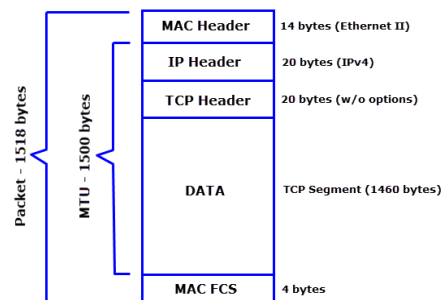 MAC Header 14 bytes (Ethernet II)
IP Header 20 bytes (IPv4)
TCP Header 20 bytes (w/o options)
Packet - 1518 bytes
MTU - 1500 bytes
DATA TCP Segment (1460 bytes)
MAC FCS 4 bytes